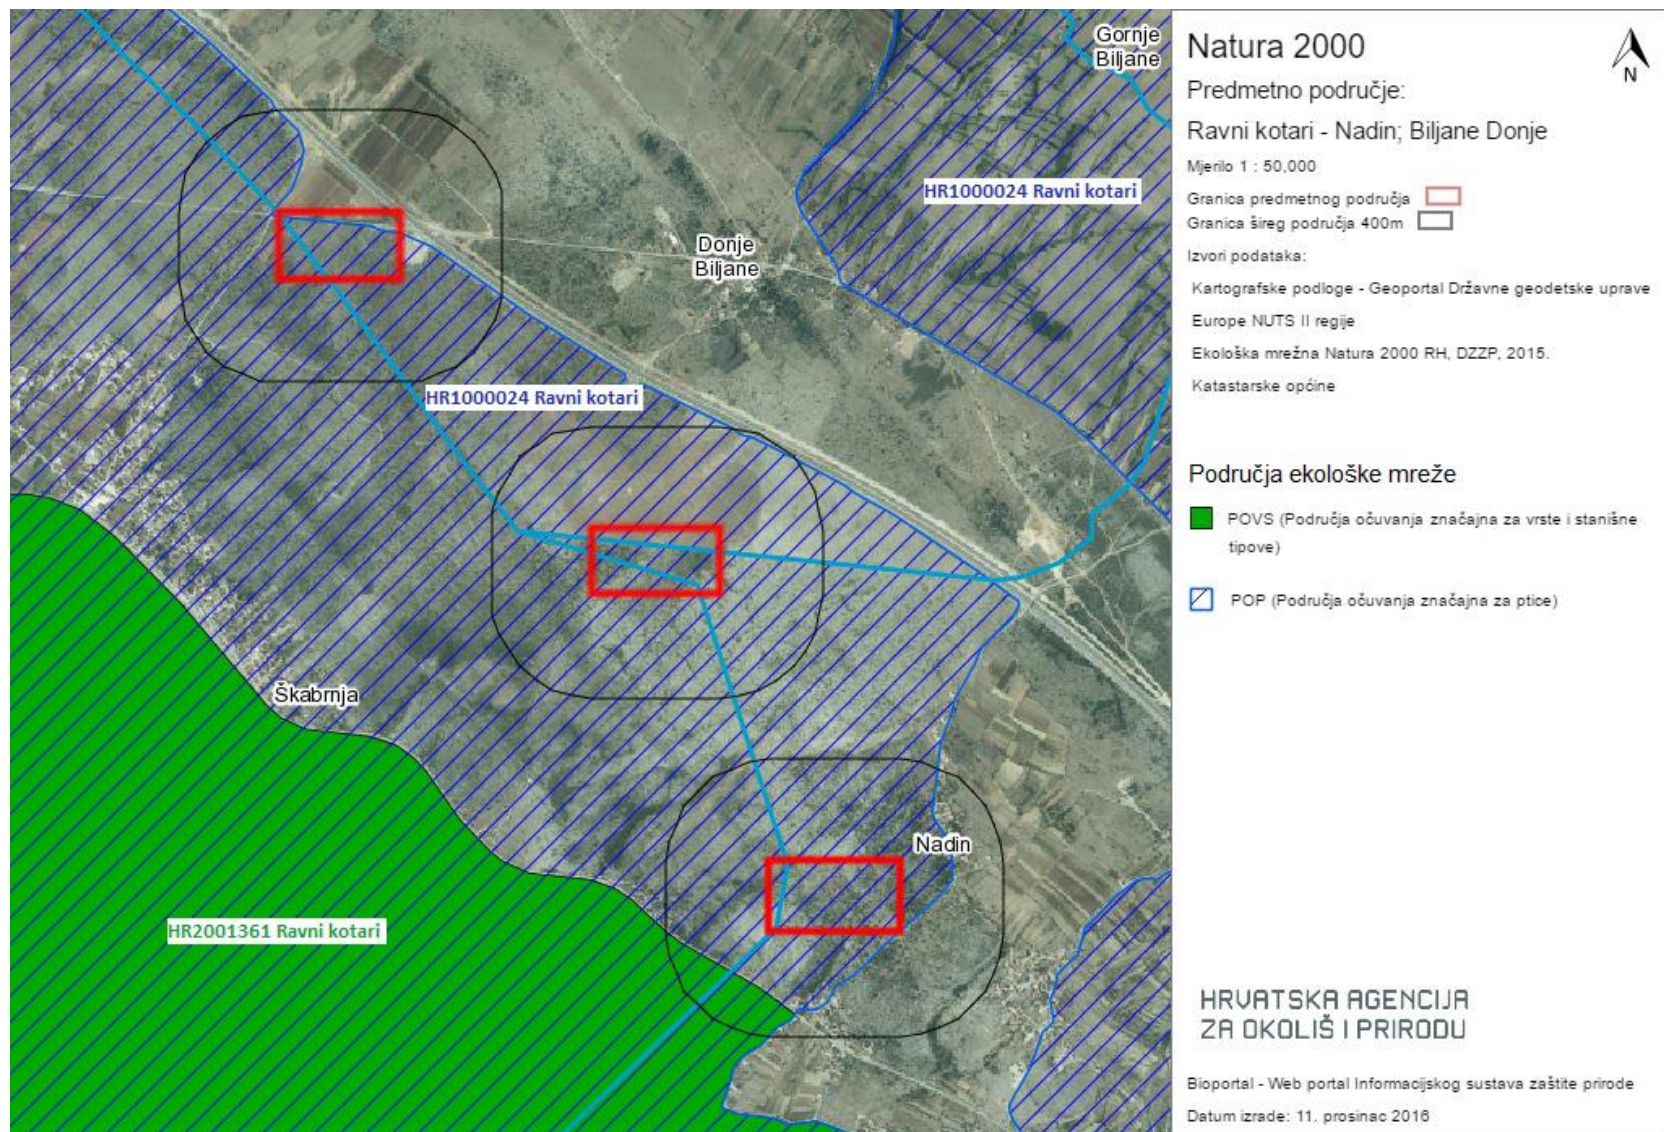 Gornje
Biljane
HR1000024 Ravni kotari
Donje
Biljane
HR1000024 Ravni kotari
Škabrnja
Nadin
HR2001361 Ravni kotari
Natura 2000
N
Predmetno područje:
Ravni kotari - Nadin; Biljane Donje
Mjerilo 1 : 50,000
Granica predmetnog područja
Granica šireg područja 400m
Izvori podataka:
Kartografske podloge - Geoportal Državne geodetske uprave
Europe NUTS II regije
Ekološka mrežna Natura 2000 RH, DZZP, 2015.
Katastarske općine
Područja ekološke mreže
POVS (Područja očuvanja značajna za vrste i stanišne
tipove)
POP (Područja očuvanja značajna za ptice)
HRVATSKA AGENCIJA
ZA OKOLIŠ I PRIRODU
Bioportal - Web portal Informacijskog sustava zaštite prirode
Datum izrade: 11. prosinac 2016